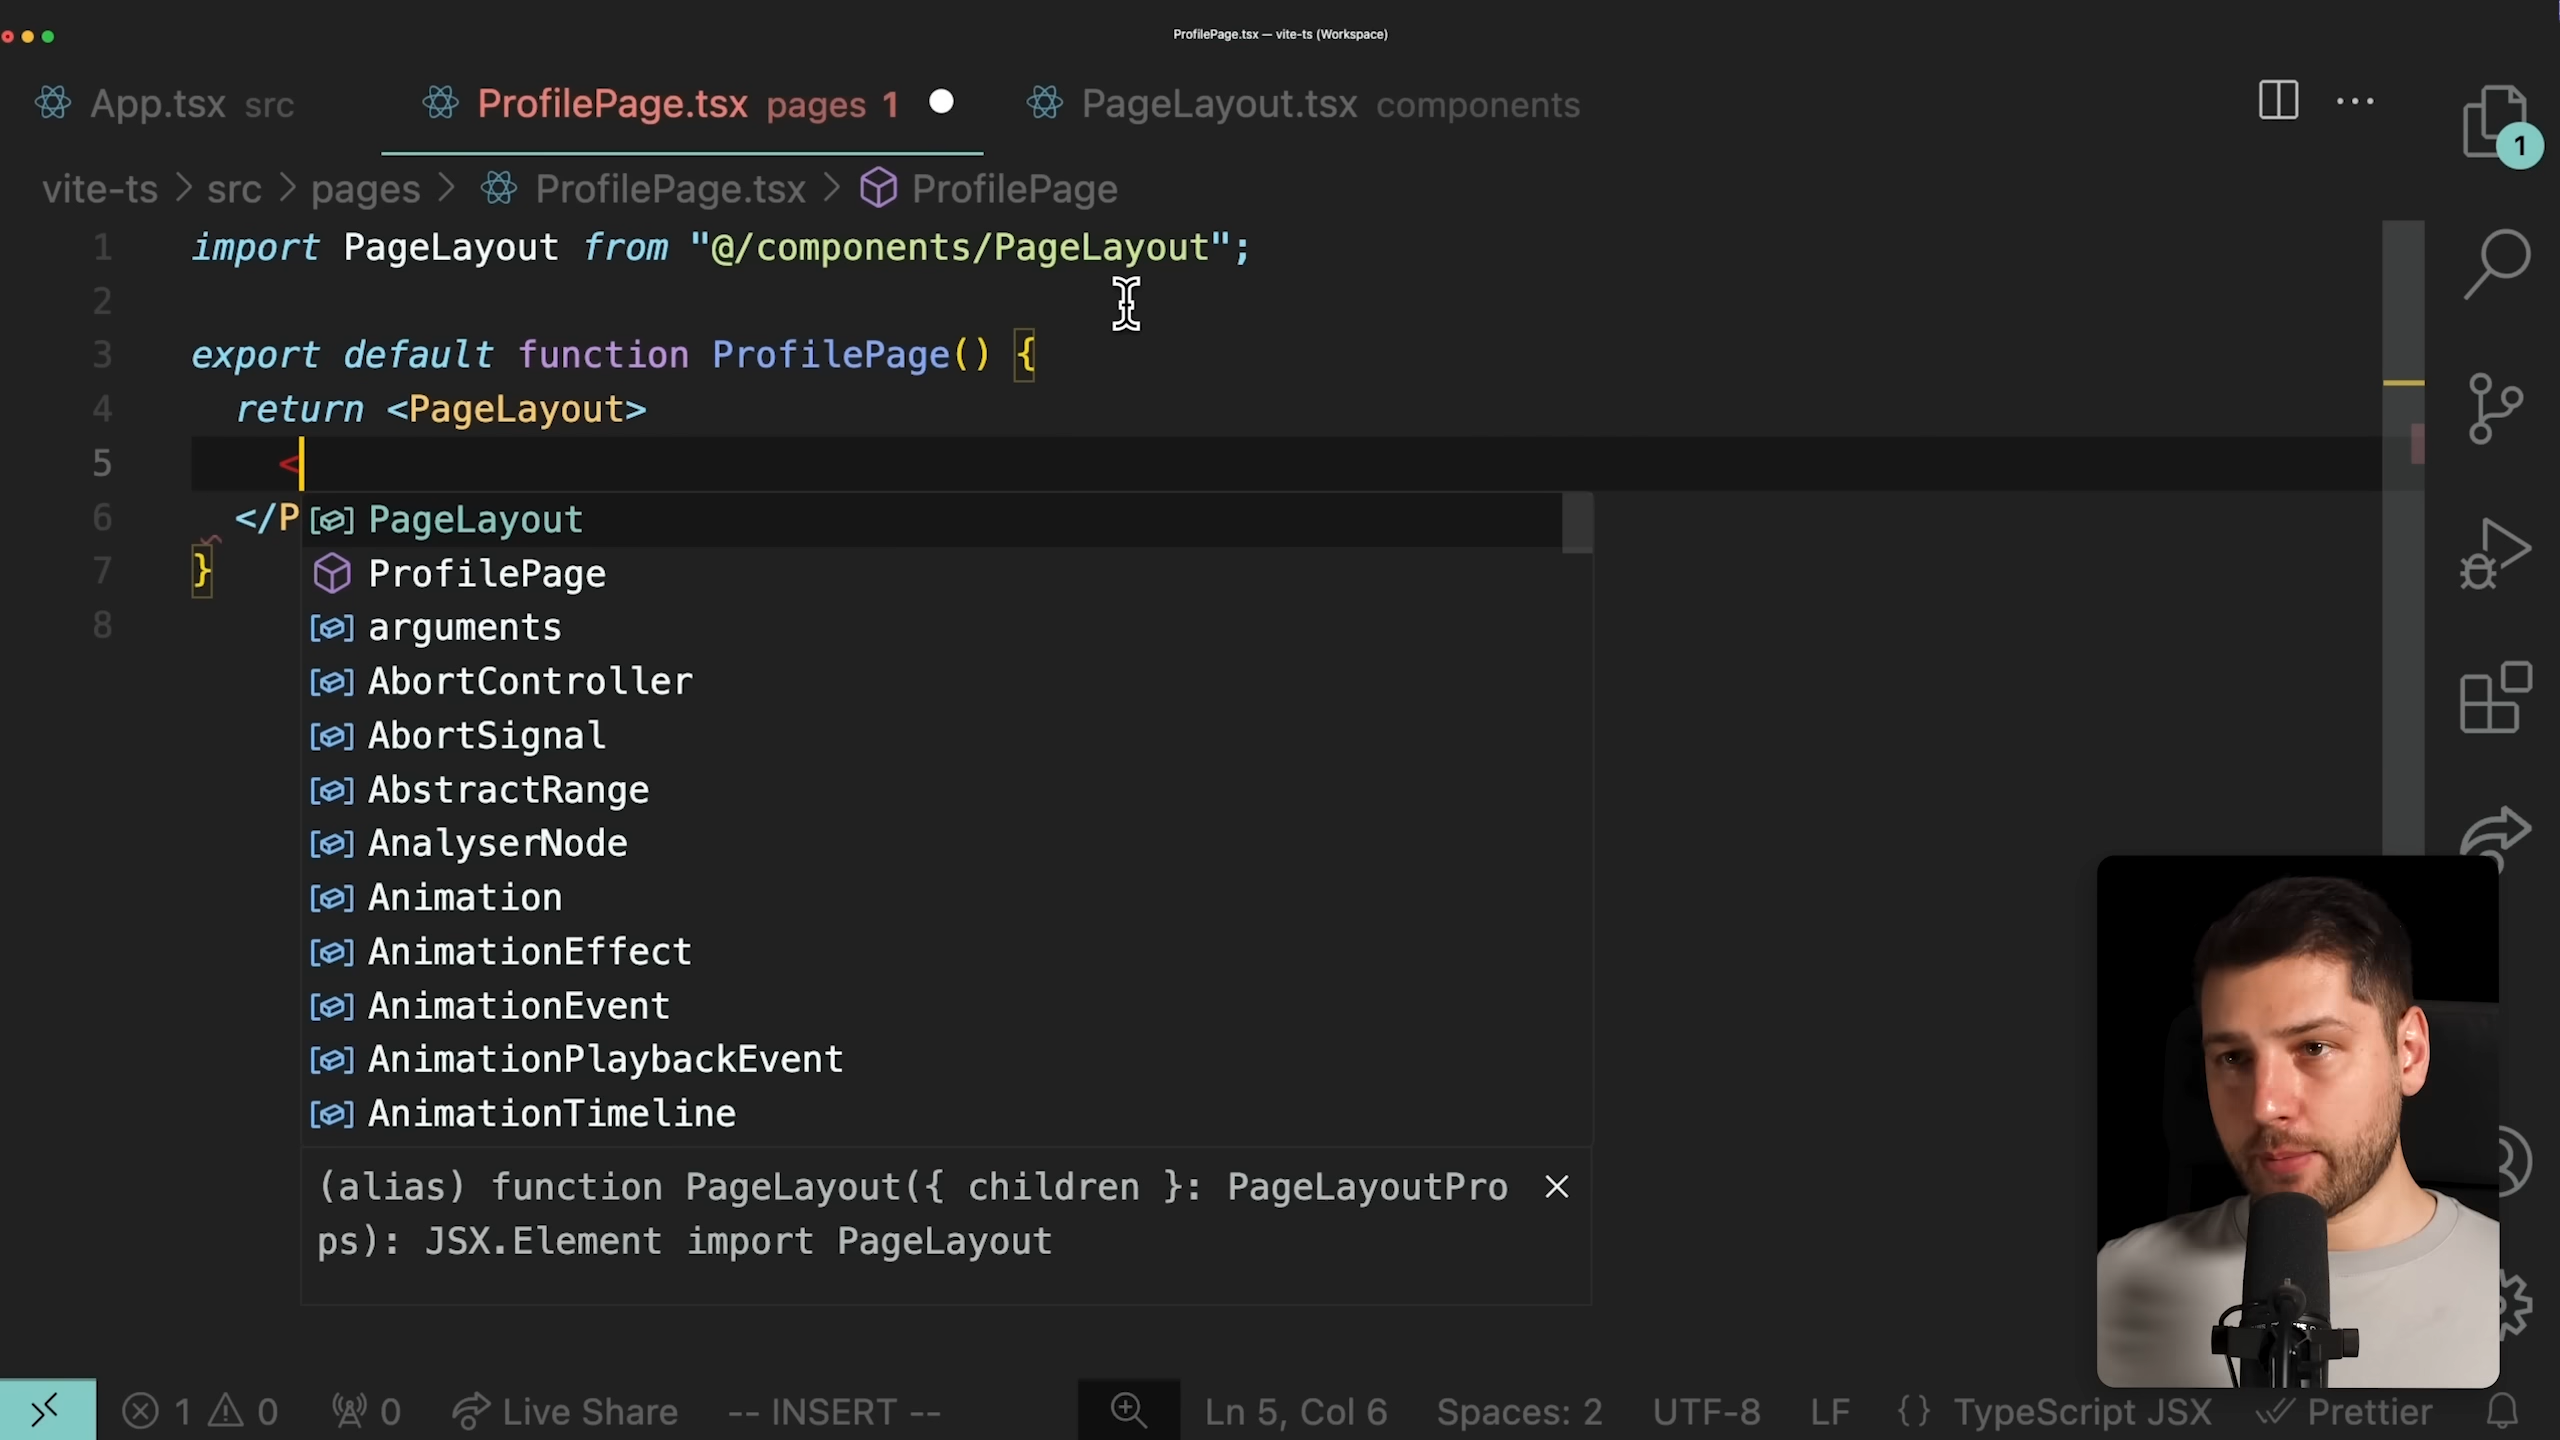 ProfilePage.tsx — vite-ts (Workspace)
App.tsx src ProfilePage.tsx pages 1 PageLayout.tsx components
1
vite-ts > src > pages > ProfilePage.tsx > ProfilePage
1 import PageLayout from "@/components/PageLayout";
2
3 export default function ProfilePage() {
4 return <PageLayout>
5 <
6 </P
7 }
8
PageLayout
ProfilePage
arguments
AbortController
AbortSignal
AbstractRange
AnalyserNode
Animation
AnimationEffect
AnimationEvent
AnimationPlaybackEvent
AnimationTimeline
(alias) function PageLayout({ children }: PageLayoutPro
ps): JSX.Element import PageLayout
1 0 0 Live Share -- INSERT -- Ln 5, Col 6 Spaces: 2 UTF-8 LF {} TypeScript JSX Prettier